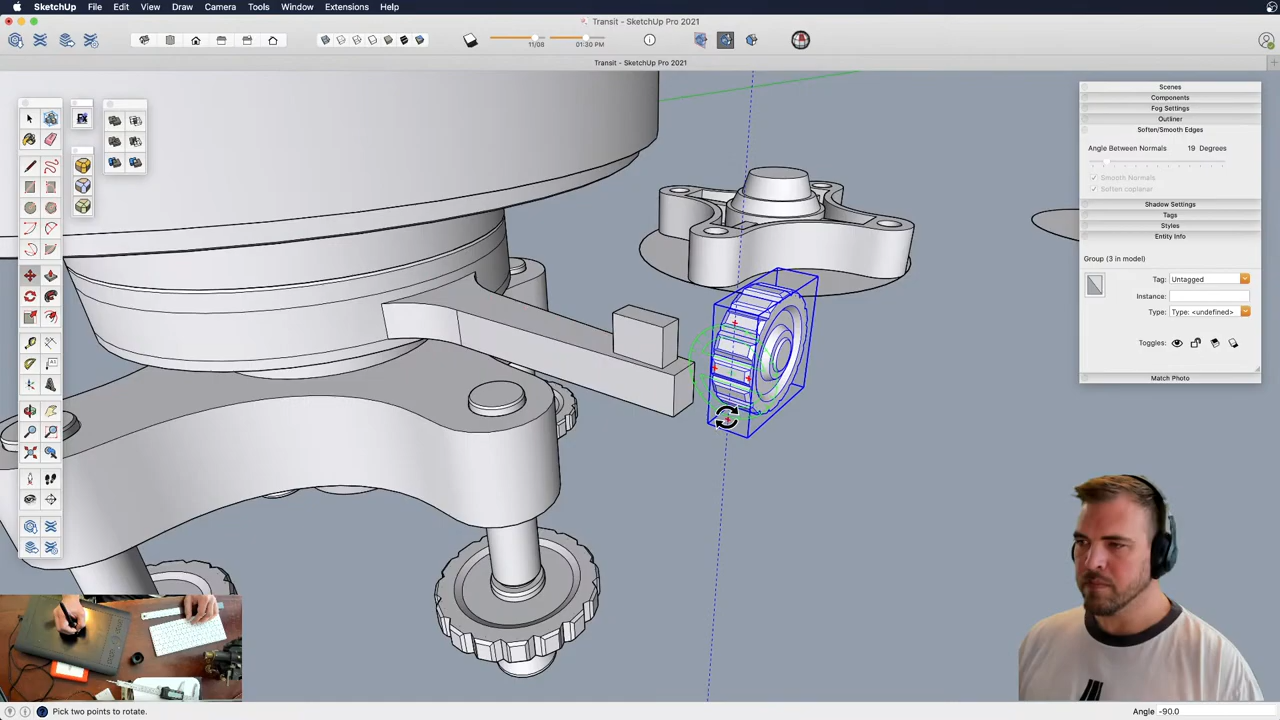 SketchUp File Edit View Draw Camera Tools Window Extensions Help
Transit - SketchUp Pro 2021
11/08 01:30 PM
Transit - SketchUp Pro 2021
Scenes
Components
Fog Settings
Outliner
Soften/Smooth Edges
Angle Between Normals 19 Degrees
Smooth Normals
Soften coplanar
Shadow Settings
Tags
Styles
Entity Info
Group (3 in model)
Tag: Untagged
Instance:
Type: Type: <undefined>
Toggles:
Match Photo
Pick two points to rotate.
Angle -90.0